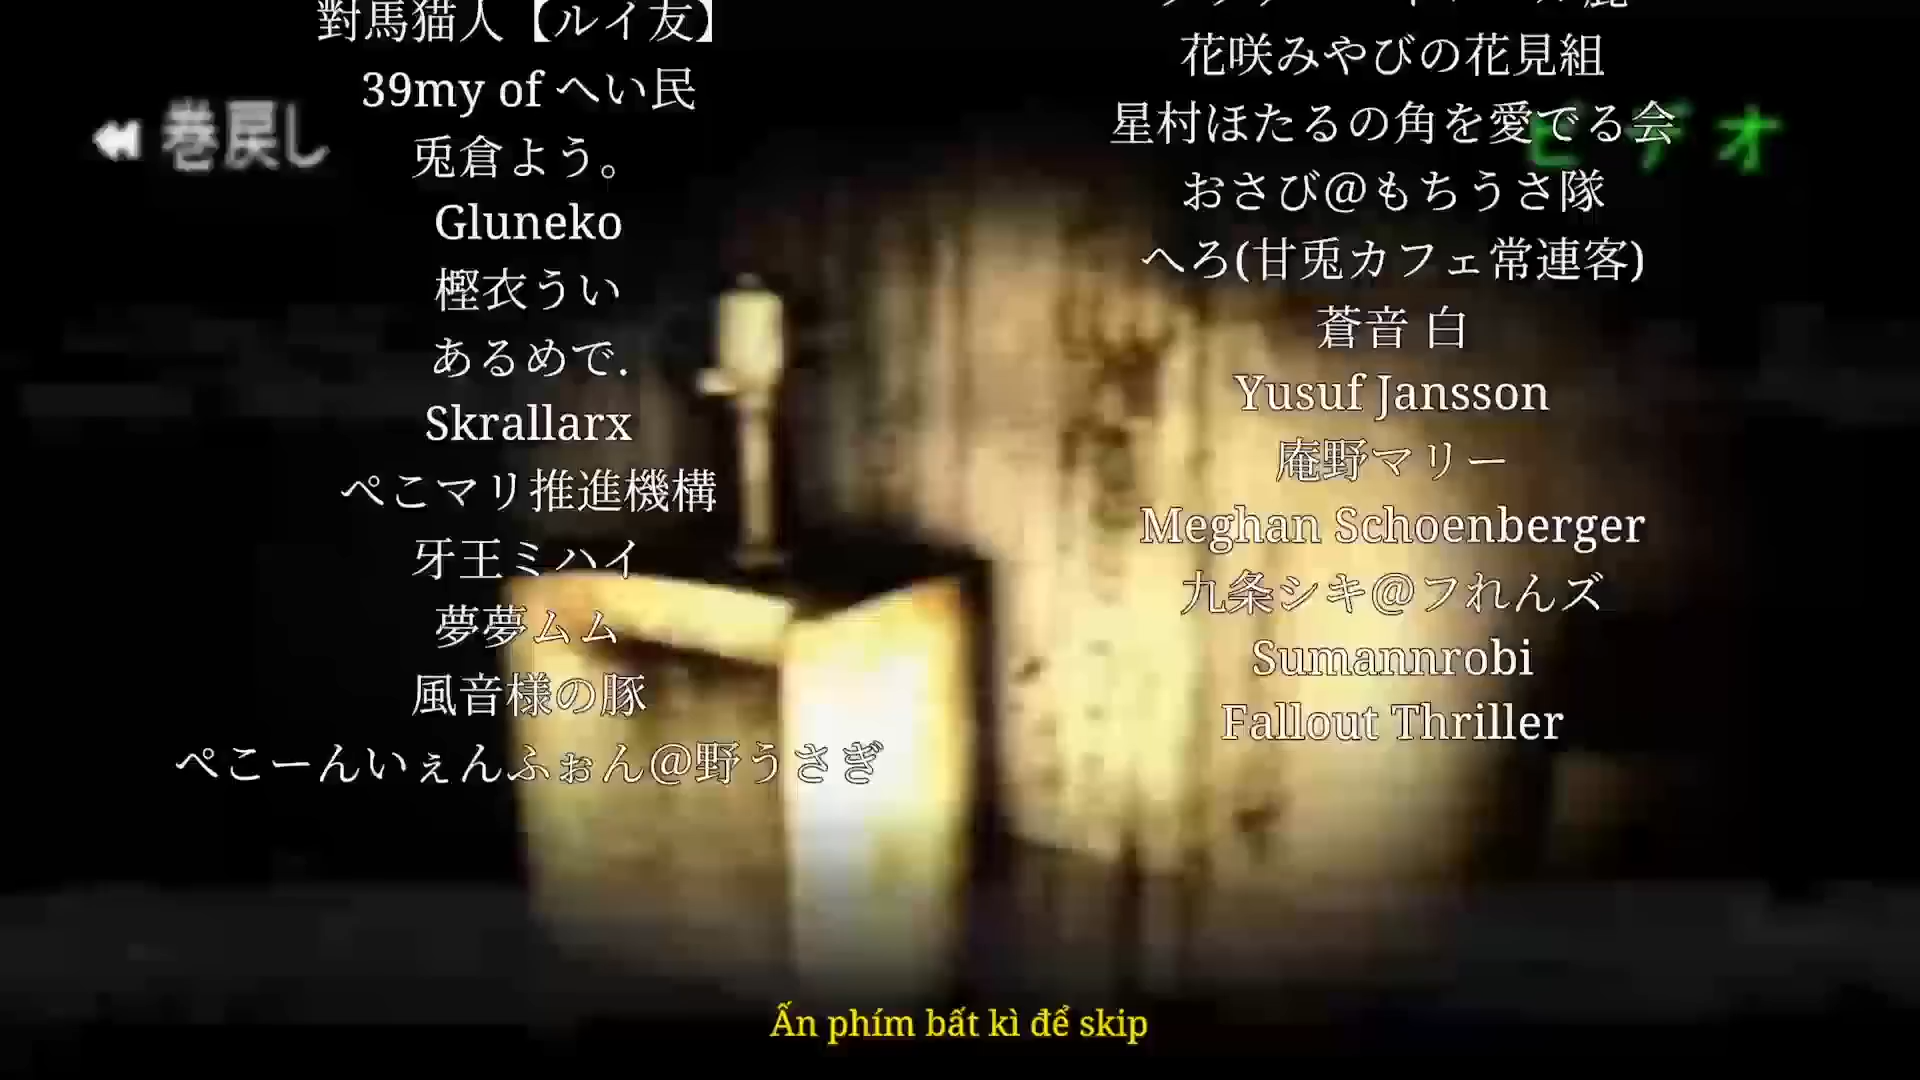 對馬猫人【ルイ友】
39my of へい民
兎倉よう。
Gluneko
樫衣うい
あるめで.
Skrallarx
ぺこマリ推進機構
牙王ミハイ
夢夢ムム
風音様の豚
ぺこーんいぇんふぉん@野うさぎ
花咲みやびの花見組
星村ほたるの角を愛でる会
おさび@もちうさ隊
へろ(甘兎カフェ常連客)
蒼音 白
Yusuf Jansson
庵野マリー
Meghan Schoenberger
九条シキ@フれんズ
Sumannrobi
Fallout Thriller
巻戻し
ビデオ
Ấn phím bất kì để skip